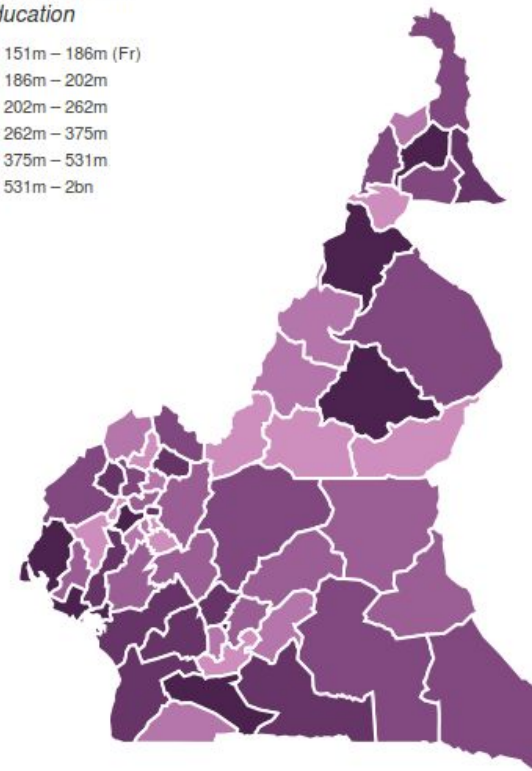 ducation
151m – 186m (Fr)
186m – 202m
202m – 262m
262m – 375m
375m – 531m
531m – 2bn